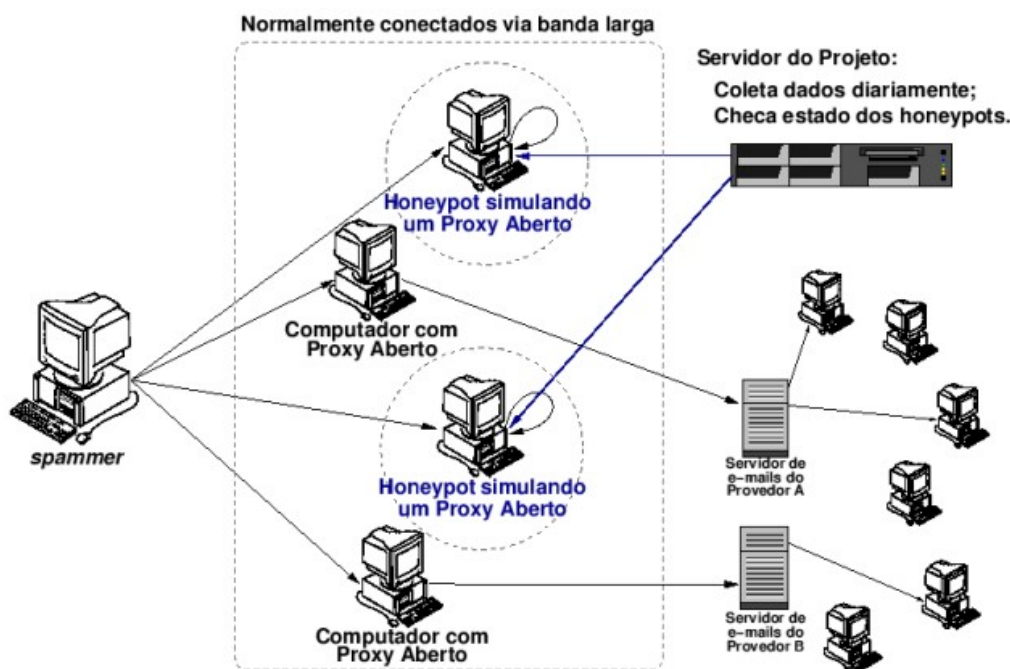 Normalmente conectados via banda larga
Servidor do Projeto:
Coleta dados diariamente;
Checa estado dos honeypots.
Honeypot simulando
um Proxy Aberto
Computador com
Proxy Aberto
spammer
Honeypot simulando
um Proxy Aberto
Servidor de
e-mails do
Provedor A
Computador com
Proxy Aberto
Servidor de
e-mails do
Provedor B